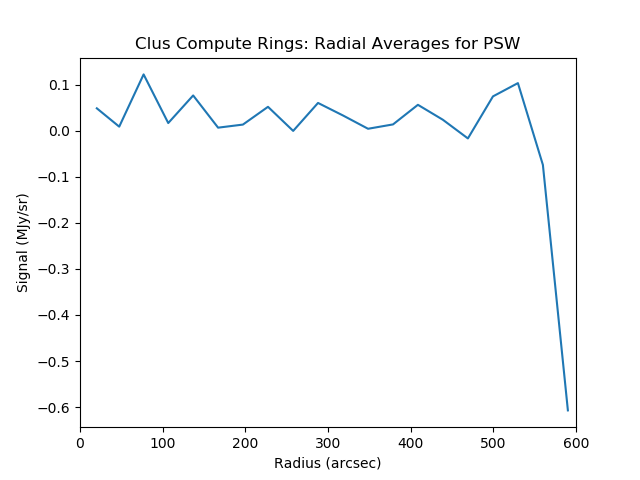 Clus Compute Rings: Radial Averages for PSW
0.1
0.0
−0.1
−0.2
−0.3
−0.4
−0.5
−0.6
Signal (MJy/sr)
0 100 200 300 400 500 600
Radius (arcsec)